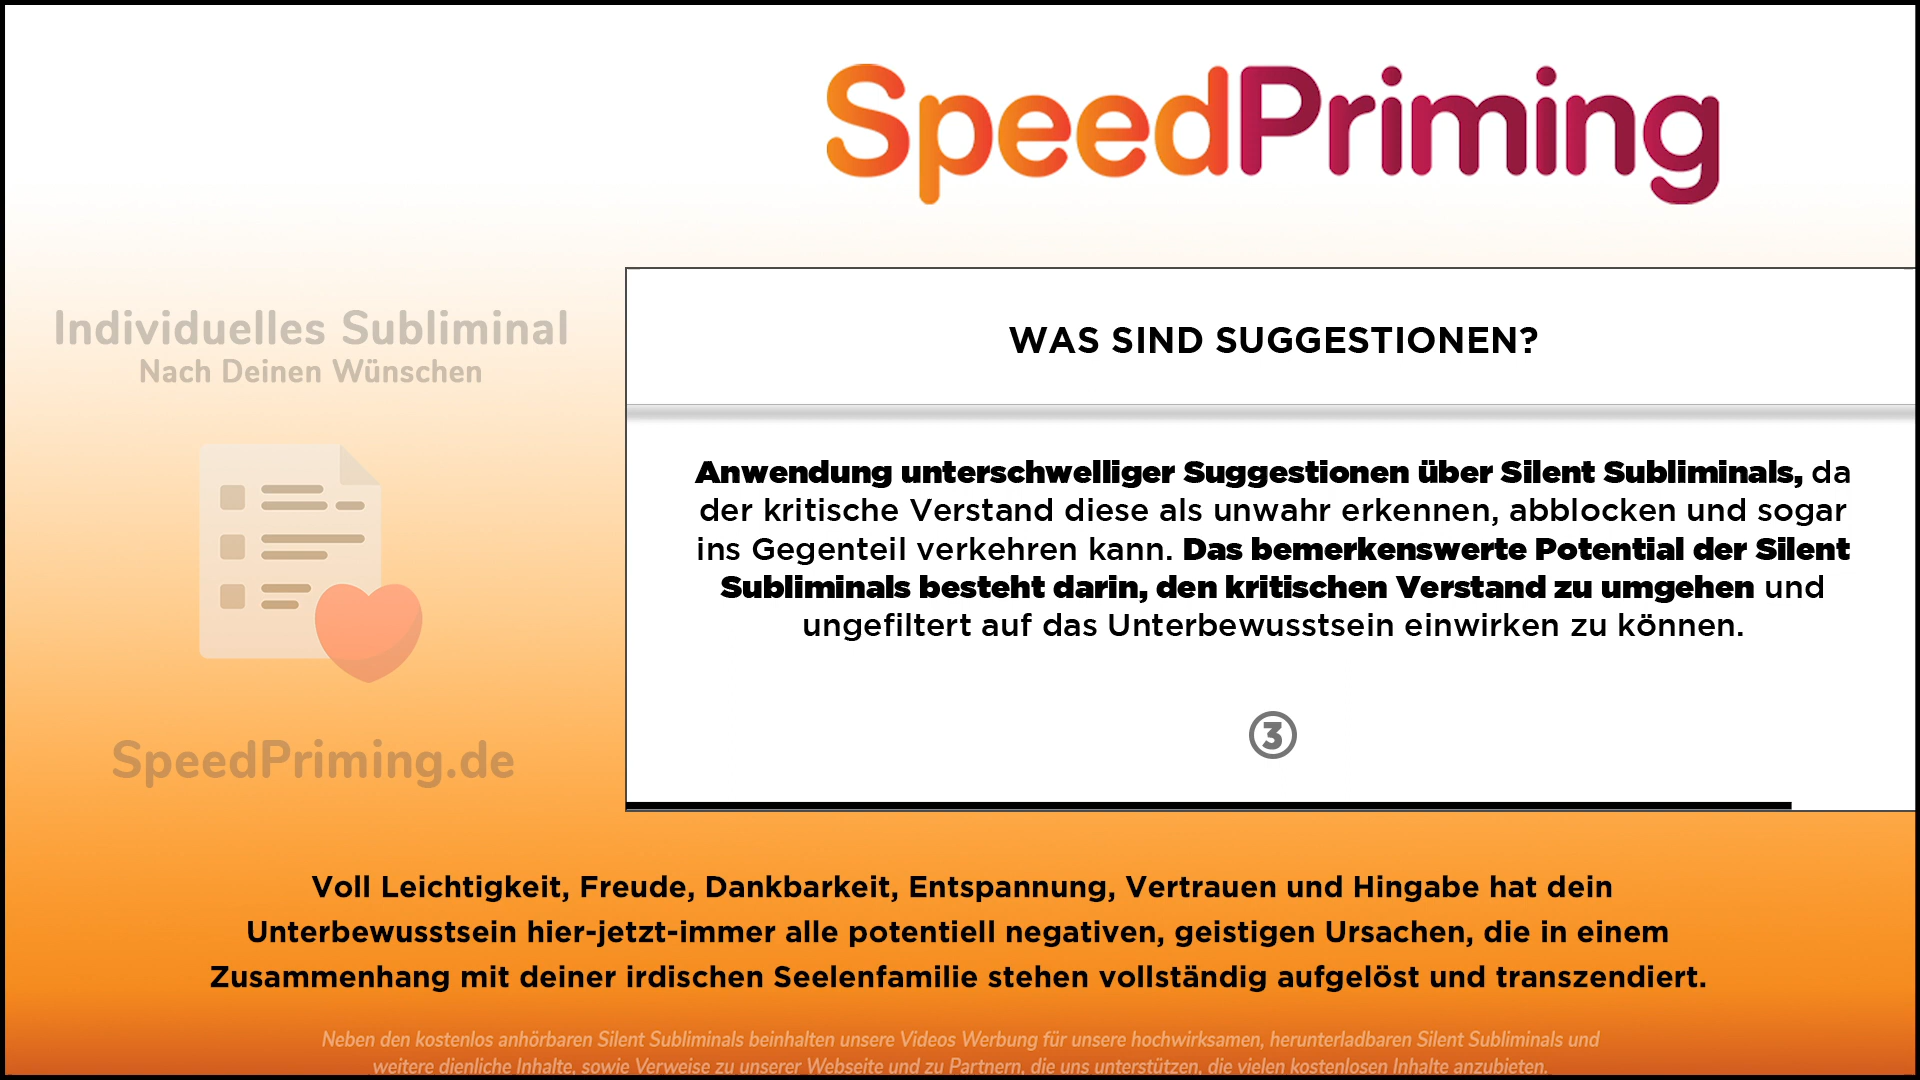 SpeedPriming
Individuelles Subliminal
Nach Deinen Wünschen
SpeedPriming.de
WAS SIND SUGGESTIONEN?
Anwendung unterschwelliger Suggestionen über Silent Subliminals, da
der kritische Verstand diese als unwahr erkennen, abblocken und sogar
ins Gegenteil verkehren kann. Das bemerkenswerte Potential der Silent
Subliminals besteht darin, den kritischen Verstand zu umgehen und
ungefiltert auf das Unterbewusstsein einwirken zu können.
3
Voll Leichtigkeit, Freude, Dankbarkeit, Entspannung, Vertrauen und Hingabe hat dein
Unterbewusstsein hier-jetzt-immer alle potentiell negativen, geistigen Ursachen, die in einem
Zusammenhang mit deiner irdischen Seelenfamilie stehen vollständig aufgelöst und transzendiert.
Neben den kostenlos anhörbaren Silent Subliminals beinhalten unsere Videos Werbung für unsere hochwirksamen, herunterladbaren Silent Subliminals und
weitere dienliche Inhalte, sowie Verweise zu unserer Webseite und zu Partnern, die uns unterstützen, die vielen kostenlosen Inhalte anzubieten.